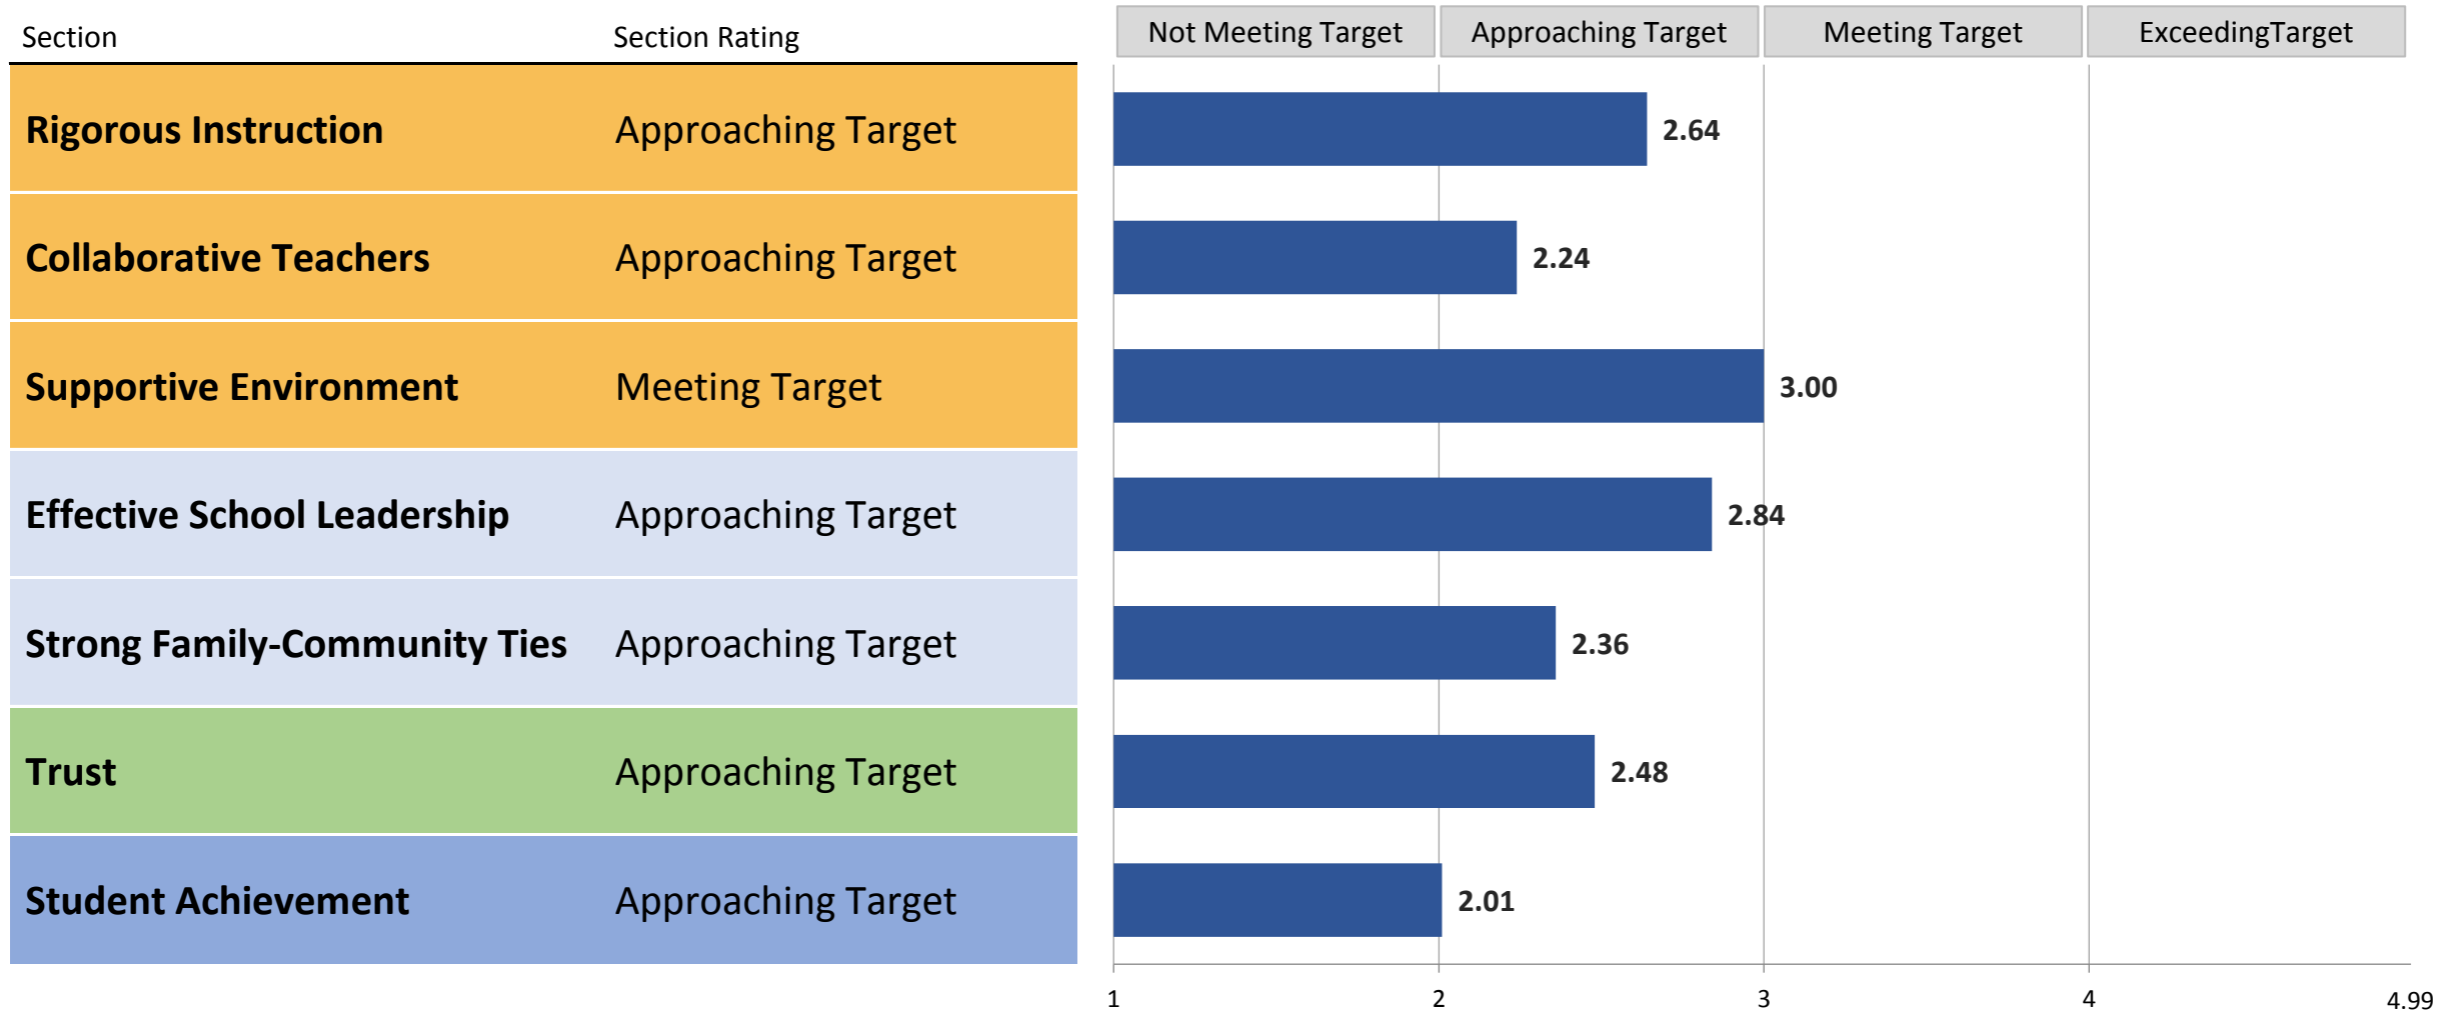 Section Section Rating Not Meeting Target Approaching Target Meeting Target ExceedingTarget
Rigorous Instruction Approaching Target 2.64
Collaborative Teachers Approaching Target 2.24
Supportive Environment Meeting Target 3.00
Effective School Leadership Approaching Target 2.84
Strong Family-Community Ties Approaching Target 2.36
Trust Approaching Target 2.48
Student Achievement Approaching Target 2.01
1 2 3 4 4.99